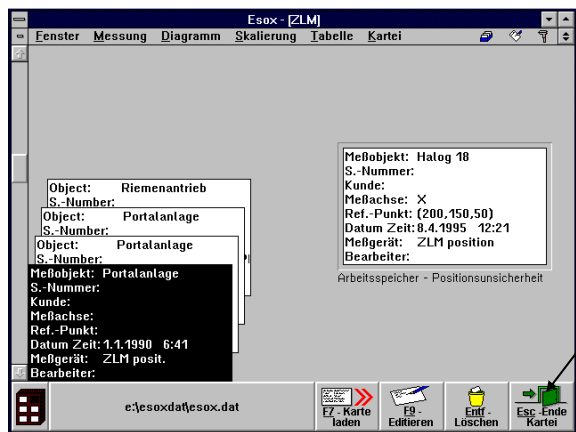 Esox - [ZLM]
Fenster Messung Diagramm Skalierung Tabelle Kartei
Object: Riemenantrieb
S.-Number:
Object: Portalanlage
S.-Number:
Object: Portalanlage
S.-Number:
Meßobjekt: Portalanlage
S.-Nummer:
Kunde:
Meßachse:
Ref.-Punkt:
Datum Zeit: 1.1.1990 6:41
Meßgerät: ZLM posit.
Bearbeiter:
Meßobjekt: Halog 18
S.-Nummer:
Kunde:
Meßachse: X
Ref.-Punkt: (200,150,50)
Datum Zeit: 8.4.1995 12:21
Meßgerät: ZLM position
Bearbeiter:
Arbeitsspeicher - Positionsunsicherheit
e:\esoxdat\esox.dat
F7 - Karte
laden
F9 -
Editieren
Entf -
Löschen
Esc -Ende
Kartei